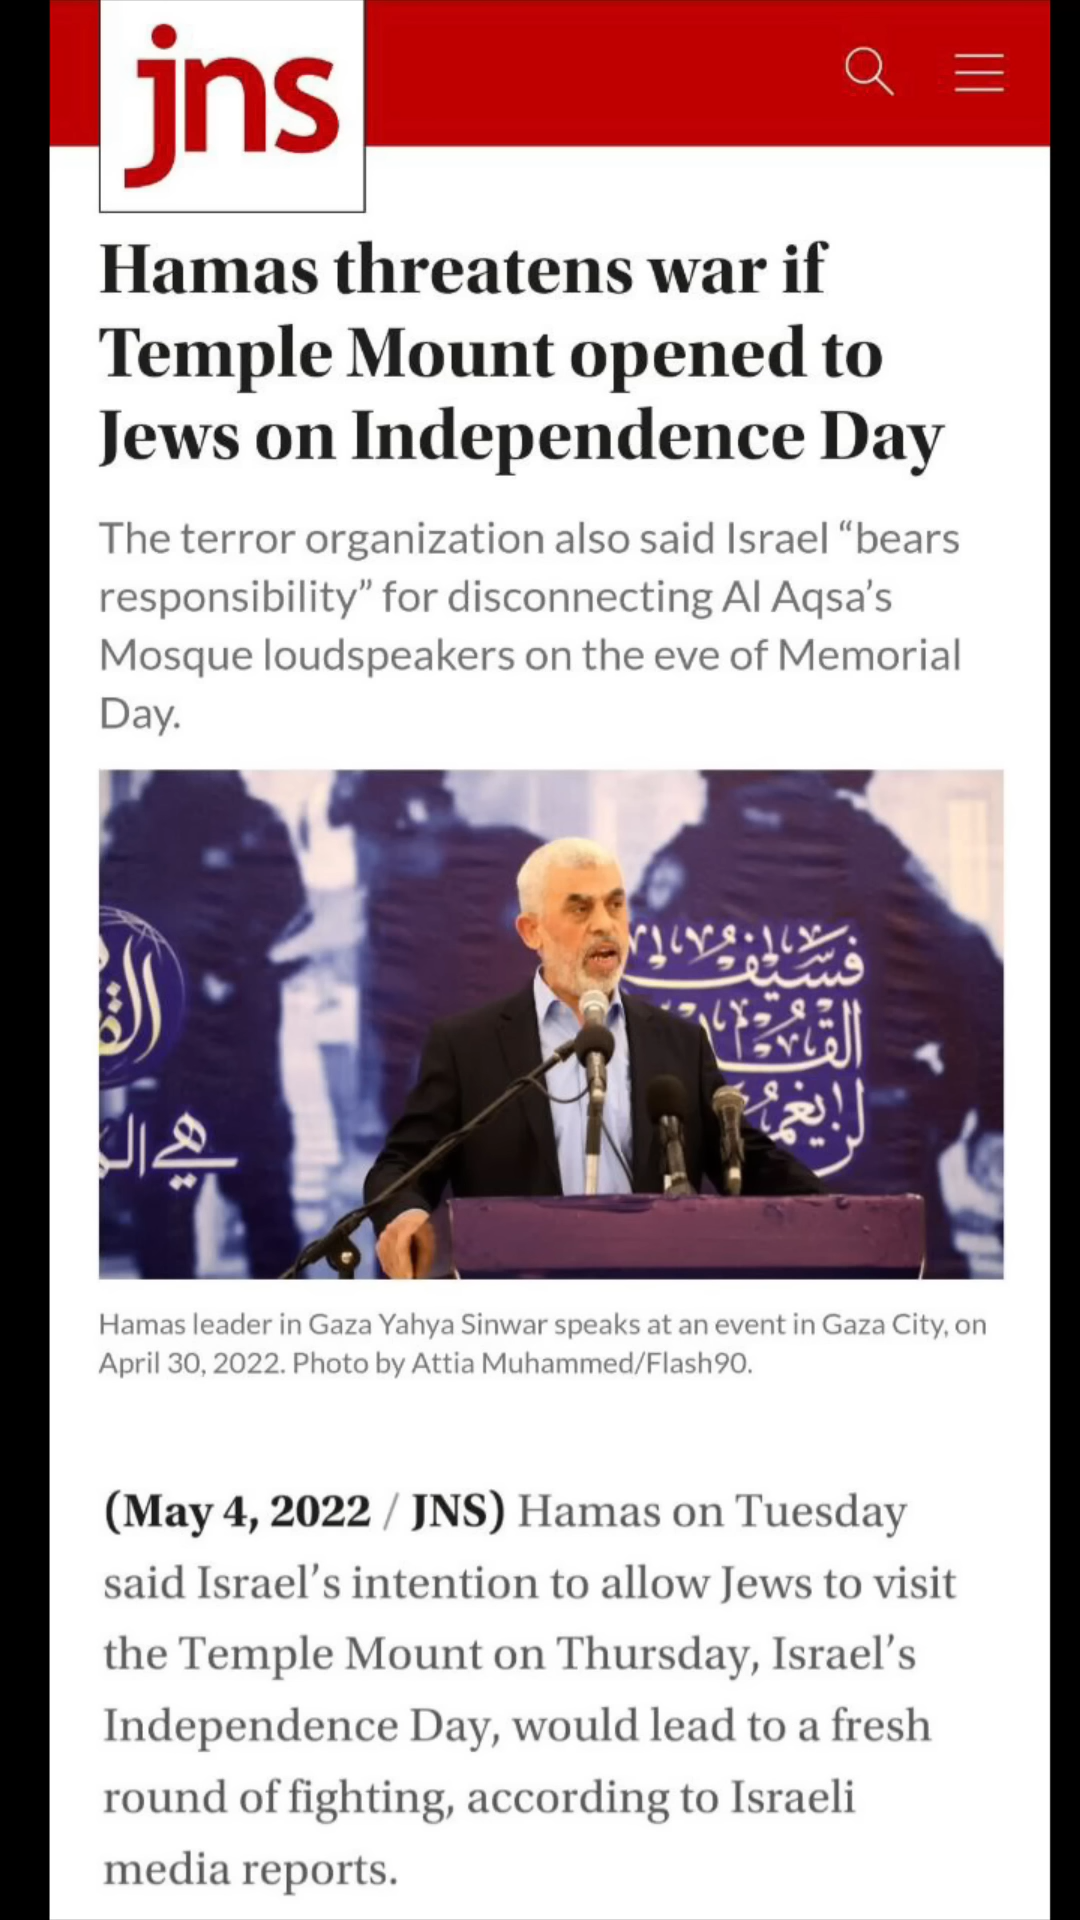 jns
Hamas threatens war if
Temple Mount opened to
Jews on Independence Day
The terror organization also said Israel “bears
responsibility” for disconnecting Al Aqsa’s
Mosque loudspeakers on the eve of Memorial
Day.
القدس
لن
Hamas leader in Gaza Yahya Sinwar speaks at an event in Gaza City, on
April 30, 2022. Photo by Attia Muhammed/Flash90.
(May 4, 2022 / JNS) Hamas on Tuesday
said Israel’s intention to allow Jews to visit
the Temple Mount on Thursday, Israel’s
Independence Day, would lead to a fresh
round of fighting, according to Israeli
media reports.